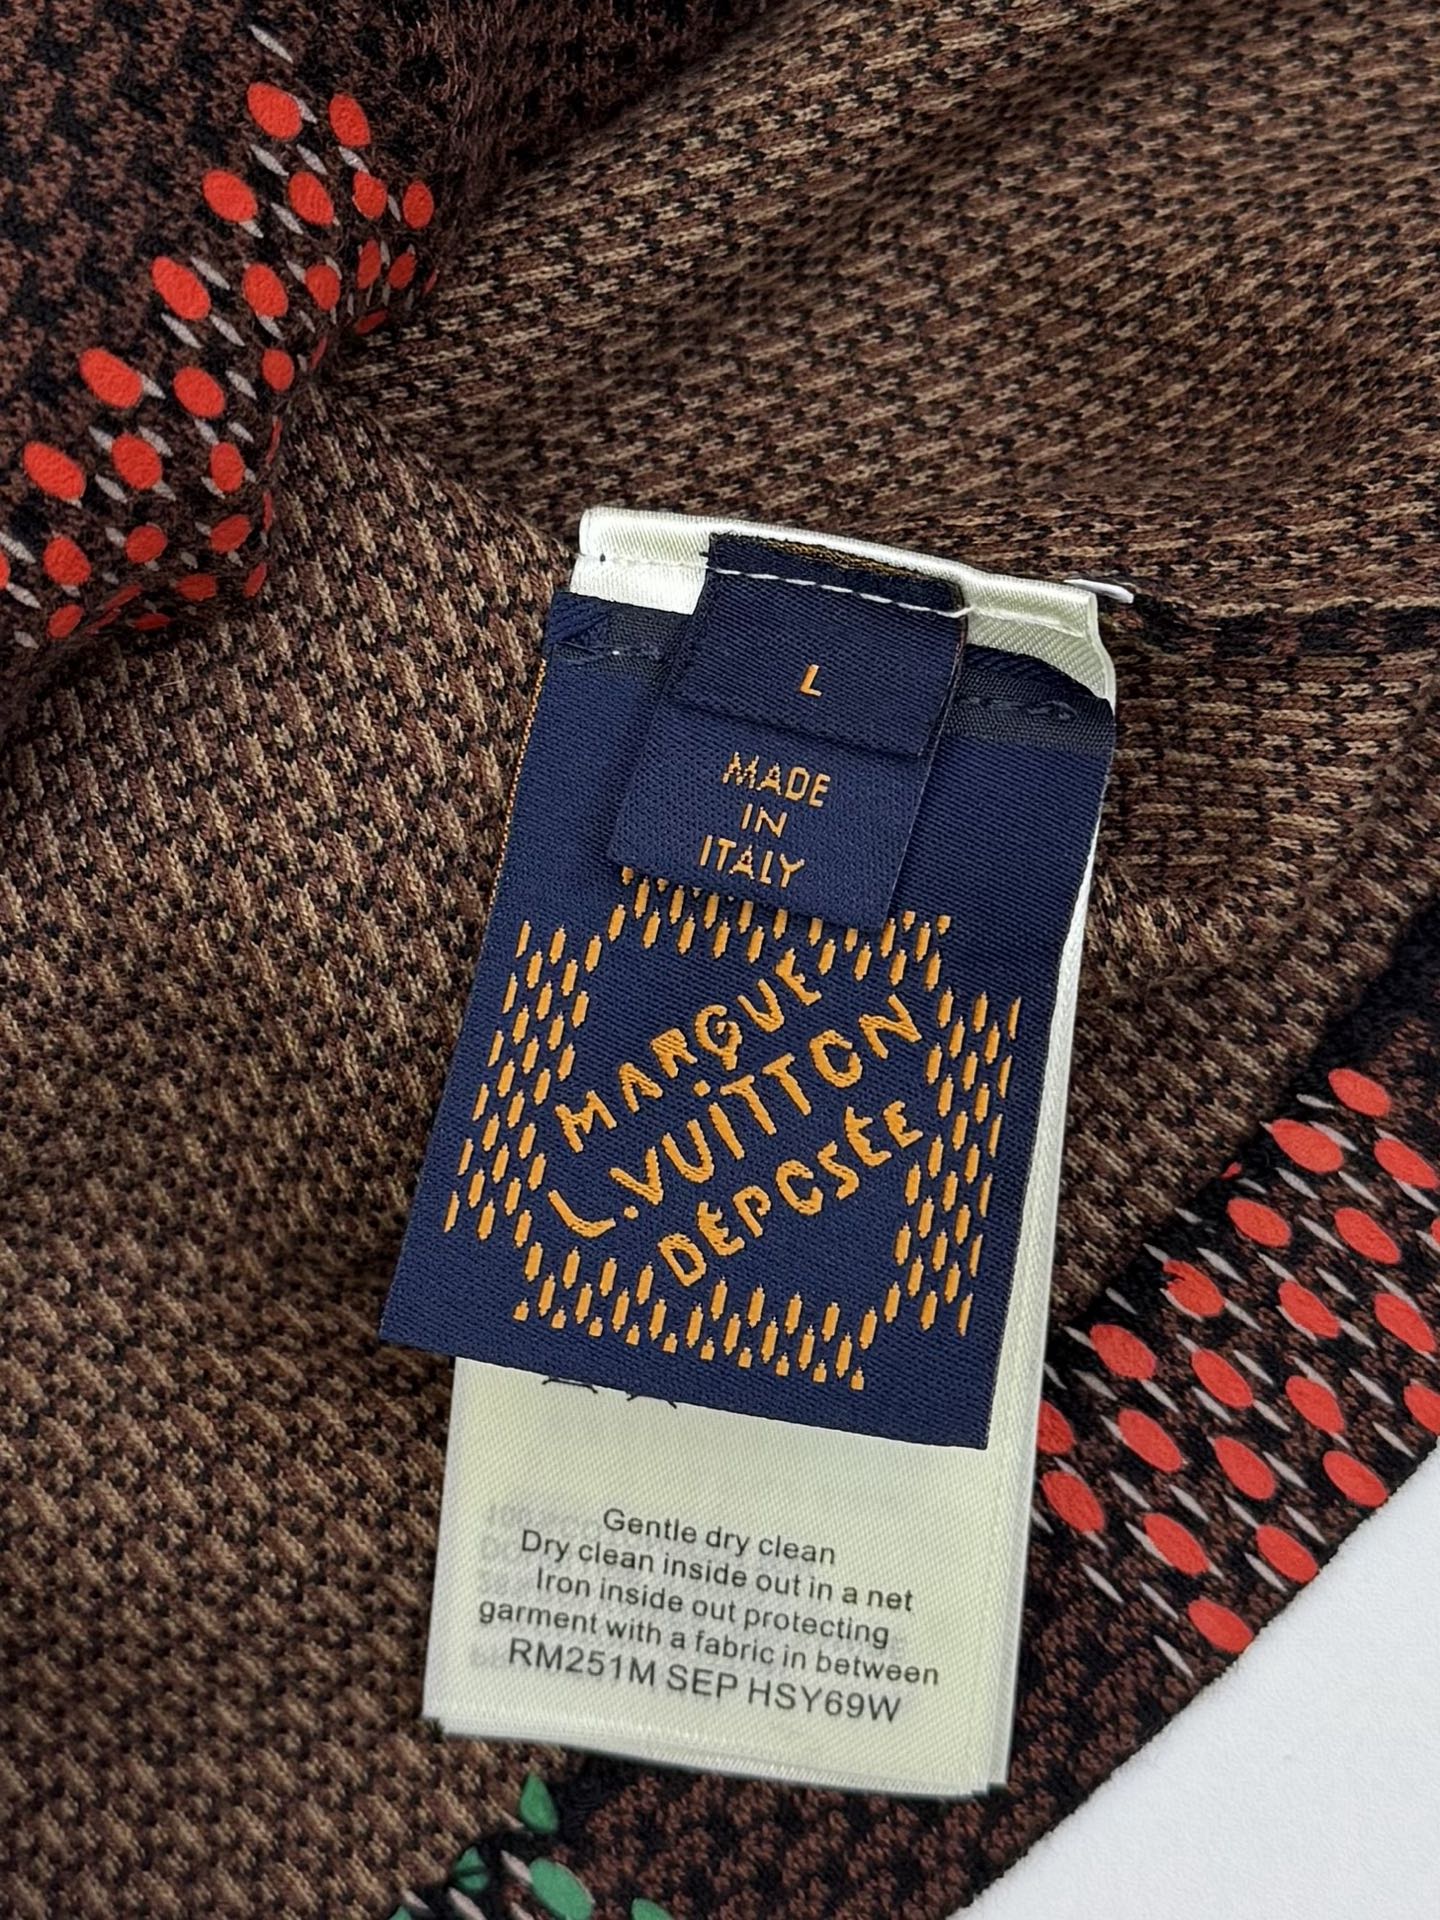 L
MADE
IN
ITALY
MARQUE
L.VUITTON
DÉPOSÉE
Gentle dry clean
Dry clean inside out in a net
Iron inside out protecting
garment with a fabric in between
RM251M SEP HSY69W